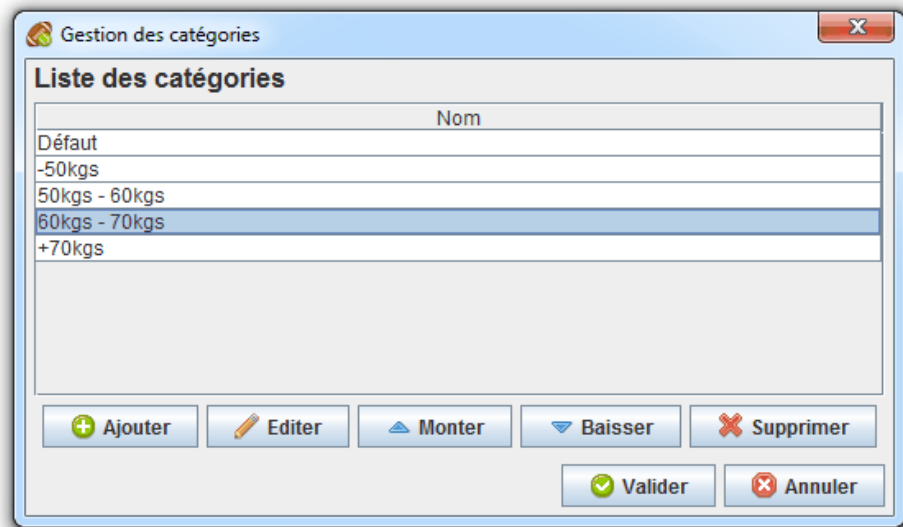 Gestion des catégories
Liste des catégories
Nom
Défaut
-50kgs
50kgs - 60kgs
60kgs - 70kgs
+70kgs
Ajouter Editer Monter Baisser Supprimer
Valider Annuler